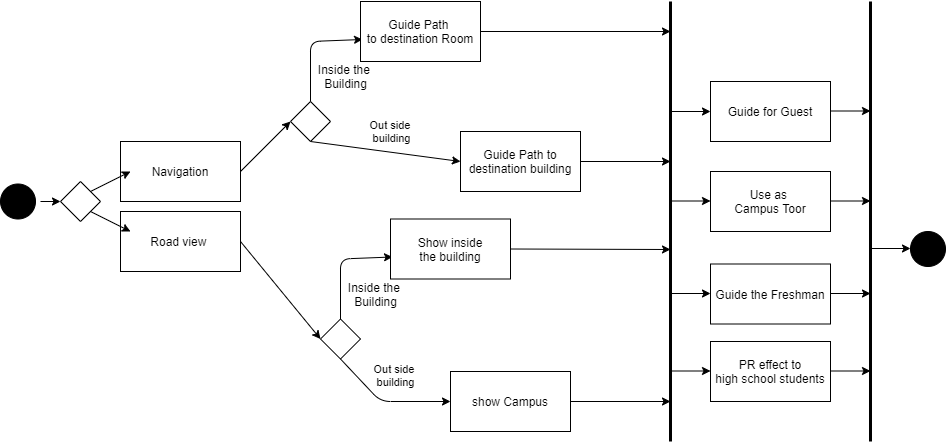 Guide Path
to destination Room
Inside the
Building
Out side
building
Guide Path to
destination building
Navigation
Road view
Show inside
the building
Inside the
Building
Out side
building
show Campus
Guide for Guest
Use as
Campus Toor
Guide the Freshman
PR effect to
high school students